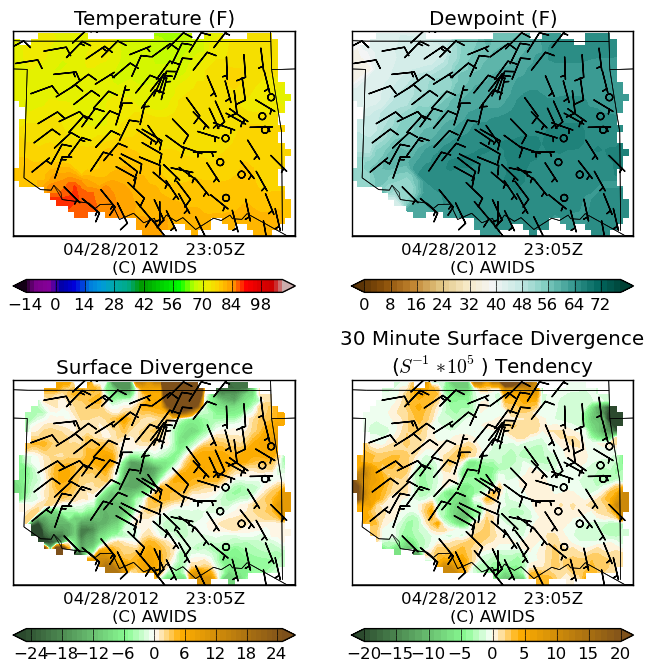 Temperature (F)
Dewpoint (F)
04/28/2012 23:05Z
(C) AWIDS
04/28/2012 23:05Z
(C) AWIDS
−14 0 14 28 42 56 70 84 98
0 8 16 24 32 40 48 56 64 72
Surface Divergence
30 Minute Surface Divergence
(S⁻¹ *10⁵ ) Tendency
04/28/2012 23:05Z
(C) AWIDS
04/28/2012 23:05Z
(C) AWIDS
−24 −18 −12 −6 0 6 12 18 24
−20 −15 −10 −5 0 5 10 15 20